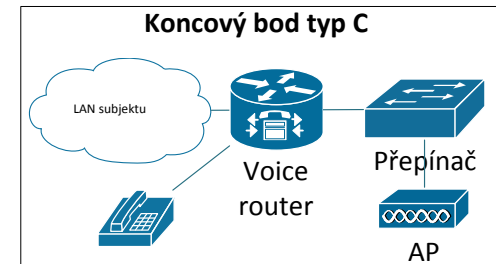 Koncový bod typ C
LAN subjektu
Voice
router
Přepínač
AP